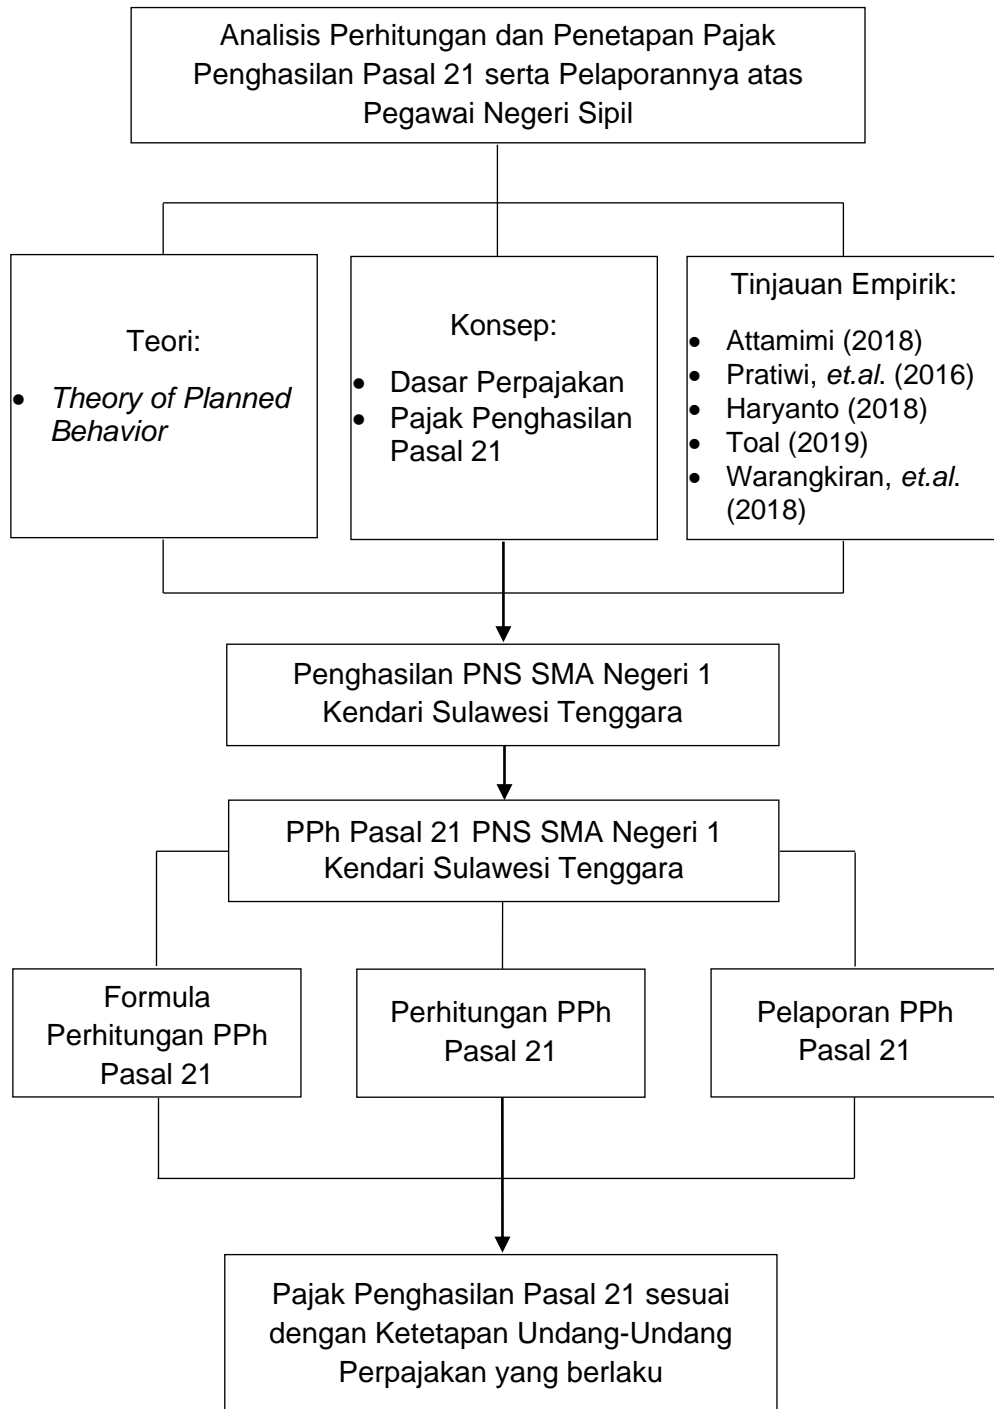 Analisis Perhitungan dan Penetapan Pajak
Penghasilan Pasal 21 serta Pelaporannya atas
Pegawai Negeri Sipil
Teori:
• Theory of Planned
Behavior
Konsep:
• Dasar Perpajakan
• Pajak Penghasilan
Pasal 21
Tinjauan Empirik:
• Attamimi (2018)
• Pratiwi, et.al. (2016)
• Haryanto (2018)
• Toal (2019)
• Warangkiran, et.al.
(2018)
Penghasilan PNS SMA Negeri 1
Kendari Sulawesi Tenggara
PPh Pasal 21 PNS SMA Negeri 1
Kendari Sulawesi Tenggara
Formula
Perhitungan PPh
Pasal 21
Perhitungan PPh
Pasal 21
Pelaporan PPh
Pasal 21
Pajak Penghasilan Pasal 21 sesuai
dengan Ketetapan Undang-Undang
Perpajakan yang berlaku